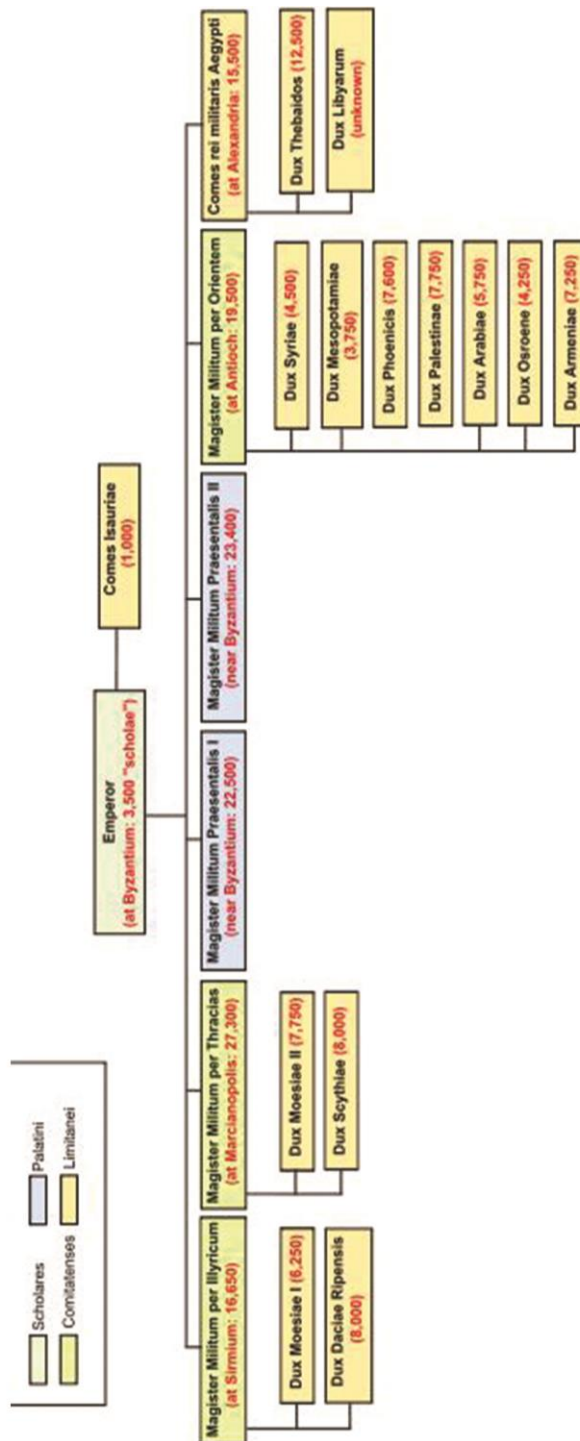 Scholares
Palatini
Comitatenses
Limitanei
Emperor
(at Byzantium: 3,500 "scholae")
Comes Isauriae
(1,000)
Magister Militum per Illyricum
(at Sirmium: 16,650)
Magister Militum per Thracias
(at Marcianopolis: 27,300)
Magister Militum Praesentalis I
(near Byzantium: 22,500)
Magister Militum Praesentalis II
(near Byzantium: 23,400)
Magister Militum per Orientem
(at Antioch: 19,500)
Comes rei militaris Aegypti
(at Alexandria: 15,500)
Dux Moesiae I (6,250)
Dux Daciae Ripensis
(8,000)
Dux Moesiae II (7,750)
Dux Scythiae (8,000)
Dux Syriae (4,500)
Dux Mesopotamiae
(3,750)
Dux Phoenicis (7,600)
Dux Palestinae (7,750)
Dux Arabiae (5,750)
Dux Osroene (4,250)
Dux Armeniae (7,250)
Dux Thebaidos (12,500)
Dux Libyarum
(unknown)